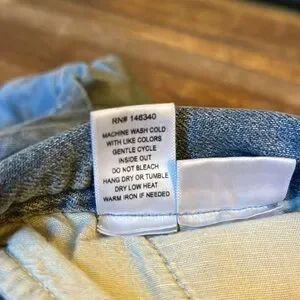 RN# 146340
MACHINE WASH COLD
WITH LIKE COLORS
GENTLE CYCLE
INSIDE OUT
DO NOT BLEACH
HANG DRY OR TUMBLE
DRY LOW HEAT
WARM IRON IF NEEDED